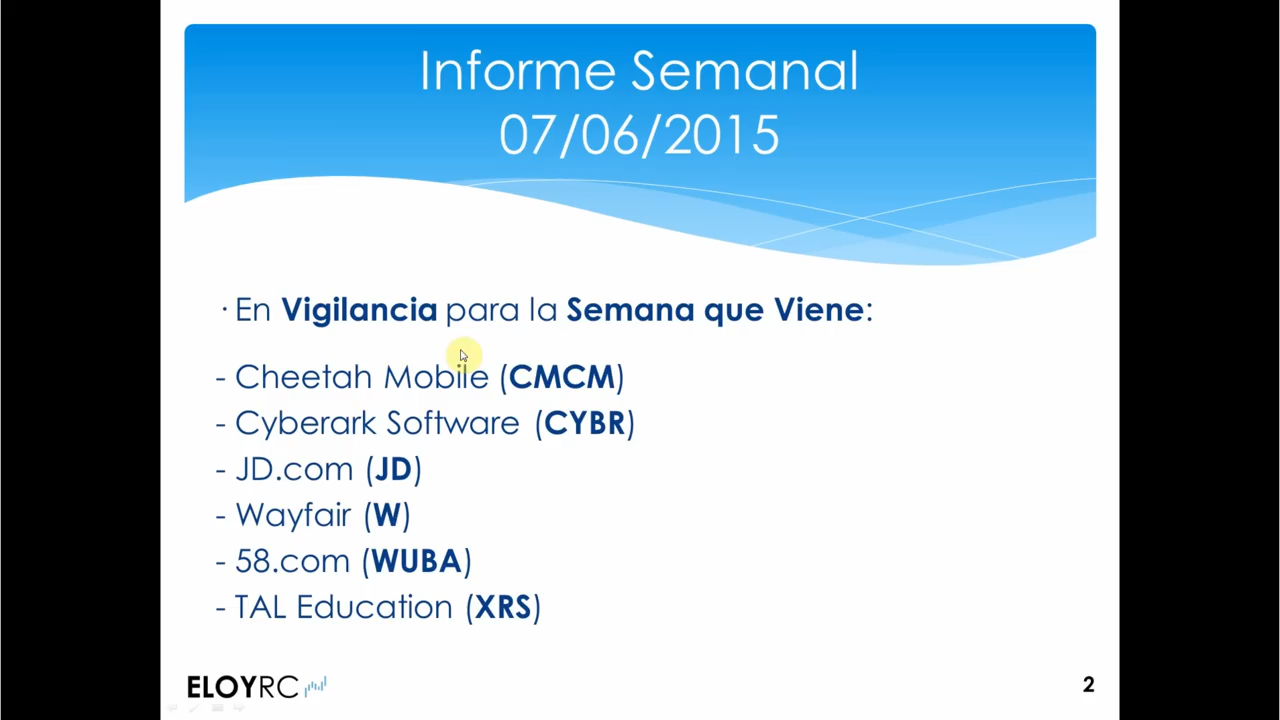 Informe Semanal
07/06/2015
· En Vigilancia para la Semana que Viene:
- Cheetah Mobile (CMCM)
- Cyberark Software (CYBR)
- JD.com (JD)
- Wayfair (W)
- 58.com (WUBA)
- TAL Education (XRS)
ELOYRC
2